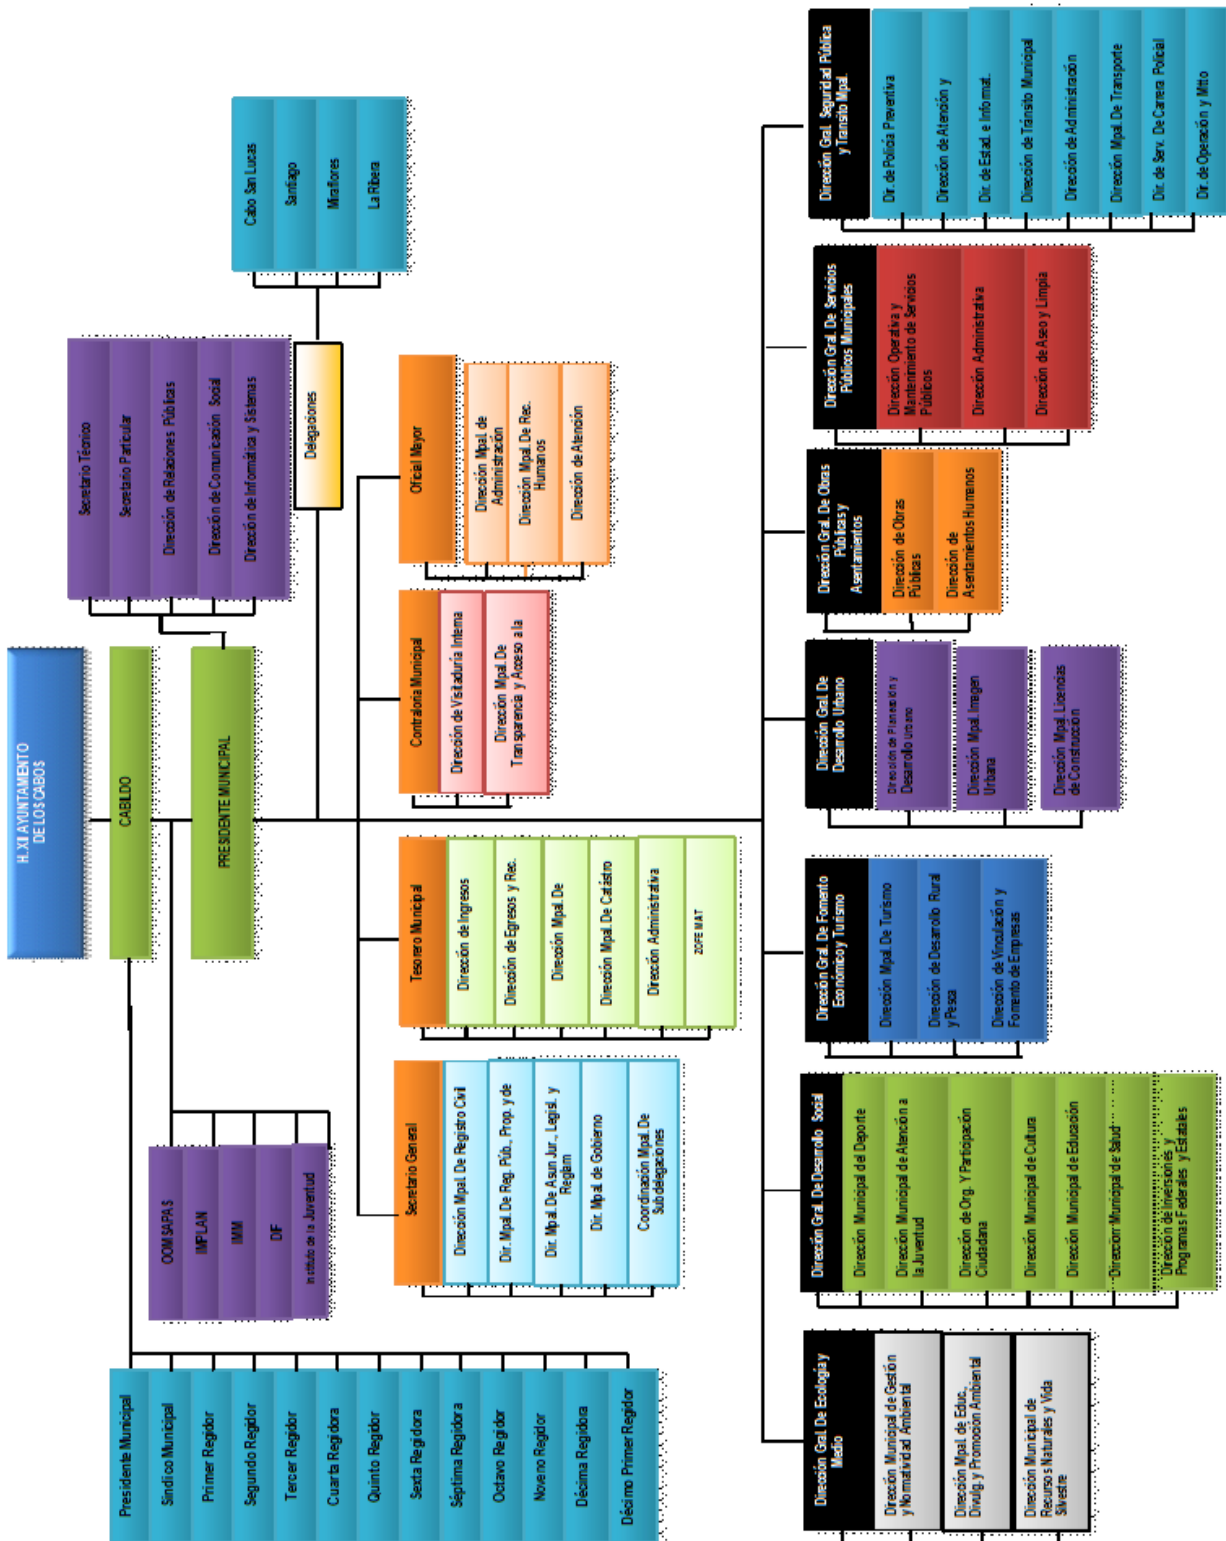 H. XII AYUNTAMIENTO
DE LOS CABOS
CABILDO
PRESIDENTE MUNICIPAL
Secretario Técnico
Secretario Particular
Dirección de Relaciones Públicas
Dirección de Comunicación Social
Dirección de Informática y Sistemas
Delegaciones
Cabo San Lucas
Santiago
Miraflores
La Ribera
Presidente Municipal
Síndico Municipal
Primer Regidor
Segundo Regidor
Tercer Regidor
Cuarta Regidora
Quinto Regidor
Sexta Regidora
Séptima Regidora
Octavo Regidor
Noveno Regidor
Décima Regidora
Décimo Primer Regidor
OOMSAPAS
IMPLAN
IMM
DIF
Instituto de la Juventud
Secretario General
Dirección Mpal. De Registro Civil
Dir. Mpal. De Reg. Púb., Prop. y de
Dir. Mpal. De Asun Jur., Legisl. y
Reglam
Dir. Mpal. de Gobierno
Coordinación Mpal. De
Subdelegaciones
Tesorero Municipal
Dirección de Ingresos
Dirección de Egresos y Rec.
Dirección Mpal. De
Dirección Mpal. De Catástro
Dirección Administrativa
ZOFEMAT
Contraloria Municipal
Dirección de Visitaduría Interna
Dirección Mpal. De
Transparencia y Acceso a la
Oficial Mayor
Dirección Mpal. de
Administración
Dirección Mpal. De Rec.
Humanos
Dirección de Atención
Dirección Gral. De Ecología y
Medio
Dirección Municipal de Gestión
y Normatividad Ambiental
Dirección Mpal. de Educ,
Divulg. y Promoción Ambiental
Dirección Municipal de
Recursos Naturales y Vida
Silvestre
Dirección Gral. De Desarrollo Social
Dirección Municipal del Deporte
Dirección Municipal de Atención a
la Juventud
Dirección de Org. Y Participación
Ciudadana
Dirección Municipal de Cultura
Dirección Municipal de Educación
Dirección Municipal de Salud
Dirección de Inversiones y
Programas Federales y Estatales
Dirección Gral. De Fomento
Económico y Turismo
Dirección Mpal. De Turismo
Dirección de Desarrollo Rural
y Pesca
Dirección de Vinculación y
Fomento de Empresas
Dirección Gral. De
Desarrollo Urbano
Dirección de Planeación y
Desarrollo Urbano
Dirección Mpal. Imagen
Urbana
Dirección Mpal. Licencias
de Construcción
Dirección Gral. De Obras
Públicas y
Asentamientos
Dirección de Obras
Públicas
Dirección de
Asentamientos Humanos
Dirección Gral. De Servicios
Públicos Municipales
Dirección Operativa y
Mantenimiento de Servicios
Públicos
Dirección Administrativa
Dirección de Aseo y Limpia
Dirección Gral. Seguridad Pública
y Transito Mpal.
Dir. de Policía Preventiva
Dirección de Atención y
Dir. de Estad. e Informat.
Dirección de Tránsito Municipal
Dirección de Administración
Dirección Mpal. De Transporte
Dir. de Serv. De Carrera Policial
Dir. de Operación y Mtto